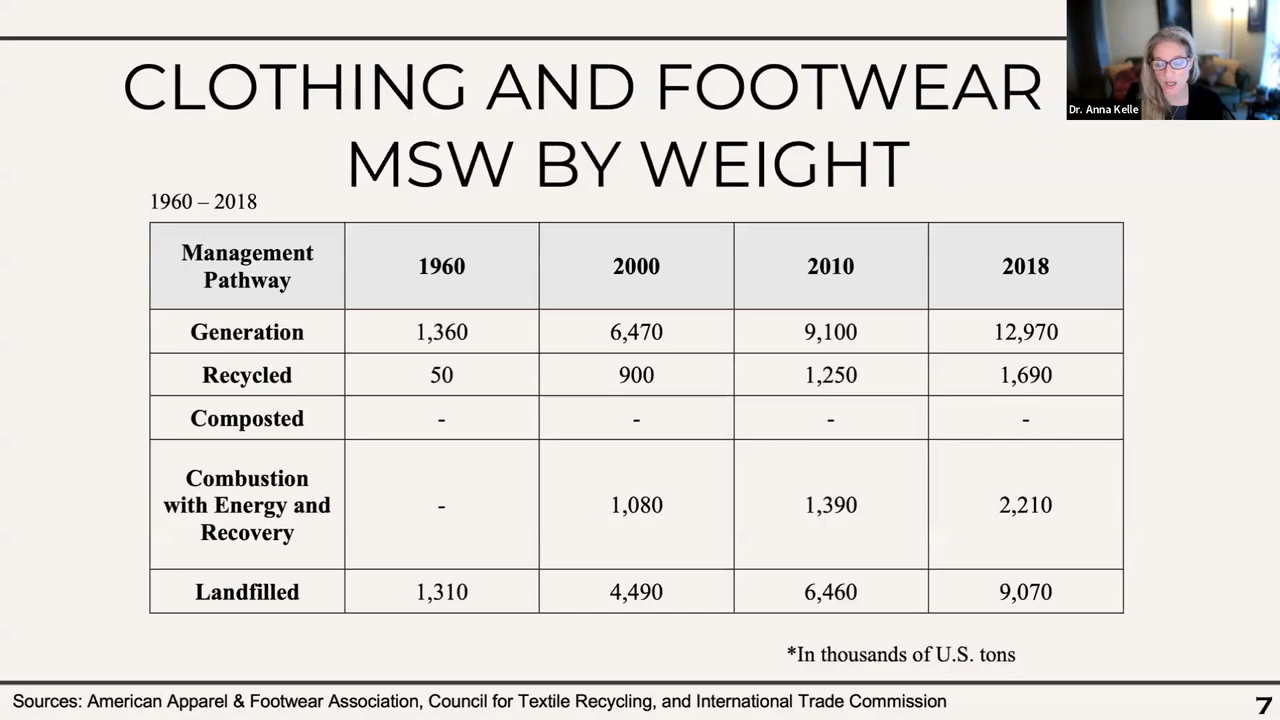 CLOTHING AND FOOTWEAR
MSW BY WEIGHT
Dr. Anna Kelle
1960 – 2018
Management Pathway 1960 2000 2010 2018
Generation 1,360 6,470 9,100 12,970
Recycled 50 900 1,250 1,690
Composted - - - -
Combustion with Energy and Recovery - 1,080 1,390 2,210
Landfilled 1,310 4,490 6,460 9,070
*In thousands of U.S. tons
Sources: American Apparel & Footwear Association, Council for Textile Recycling, and International Trade Commission
7